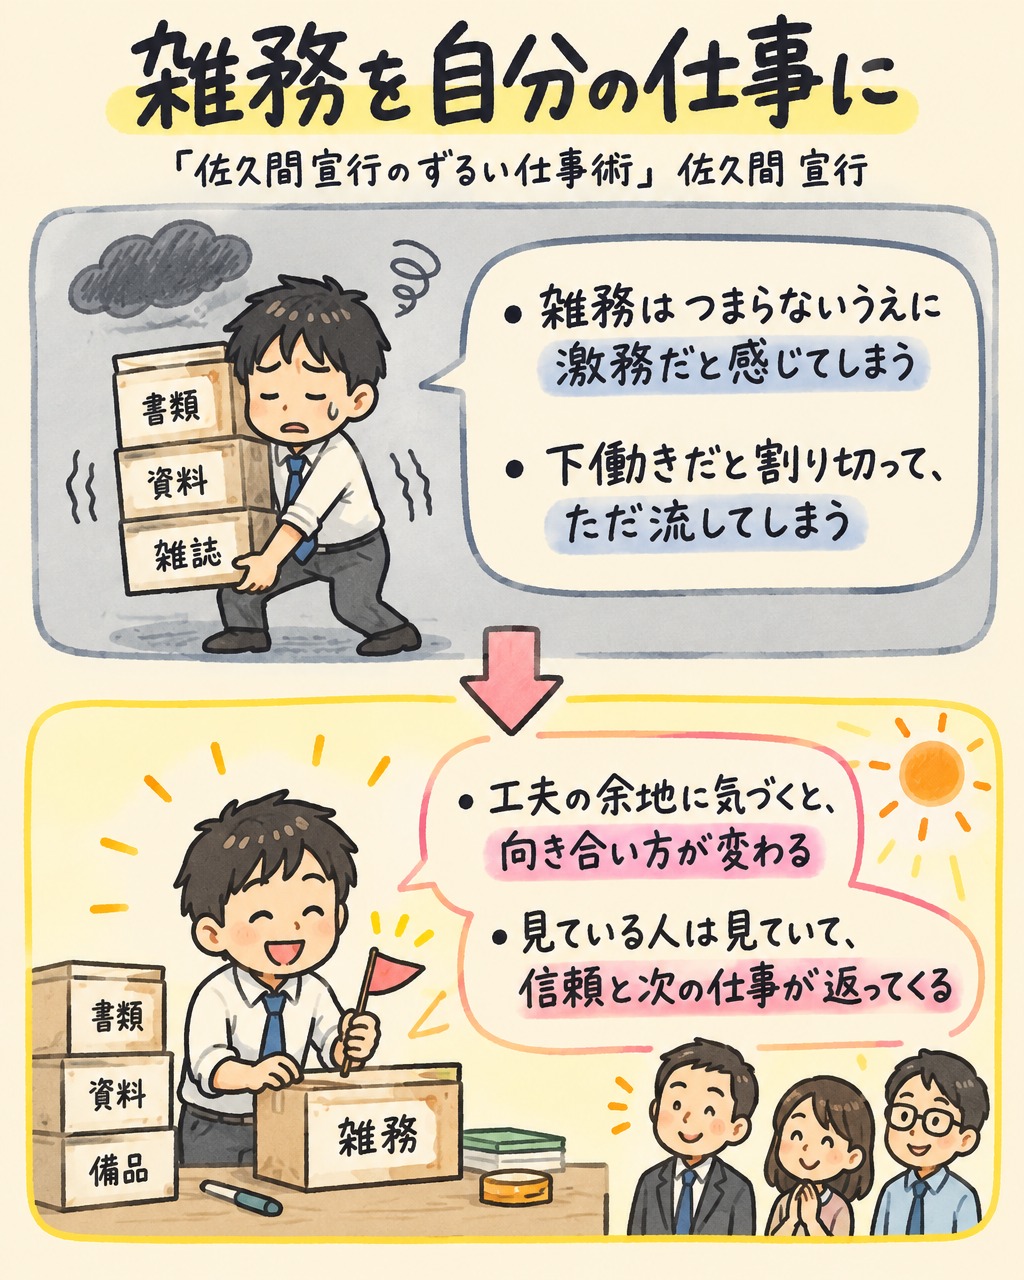 雑務を自分の仕事に
「佐久間宣行のずるい仕事術」 佐久間 宣行
書類
資料
雑誌
• 雑務はつまらないうえに
激務だと感じてしまう
• 下働きだと割り切って、
ただ流してしまう
• 工夫の余地に気づくと、
向き合い方が変わる
• 見ている人は見ていて、
信頼と次の仕事が返ってくる
書類
資料
備品
雑務